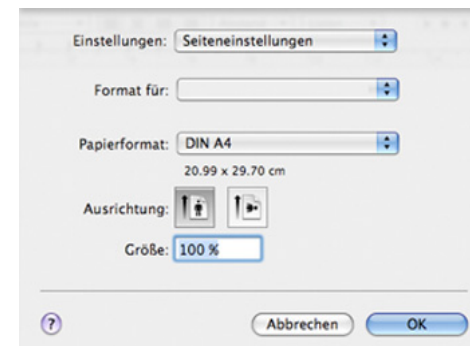 Einstellungen: Seiteneinstellungen
Format für:
Papierformat: DIN A4
20.99 x 29.70 cm
Ausrichtung:
Größe: 100 %
? Abbrechen OK